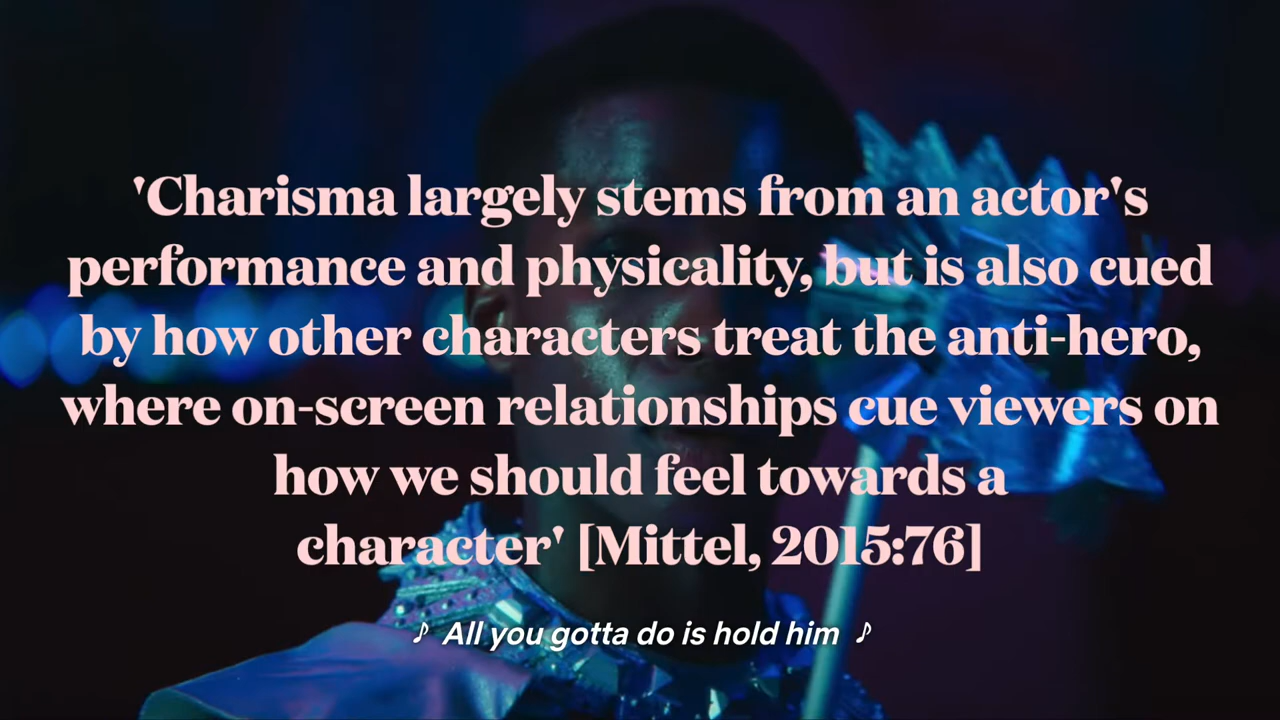 'Charisma largely stems from an actor's
performance and physicality, but is also cued
by how other characters treat the anti-hero,
where on-screen relationships cue viewers on
how we should feel towards a
character' [Mittel, 2015:76]
♪ All you gotta do is hold him ♪